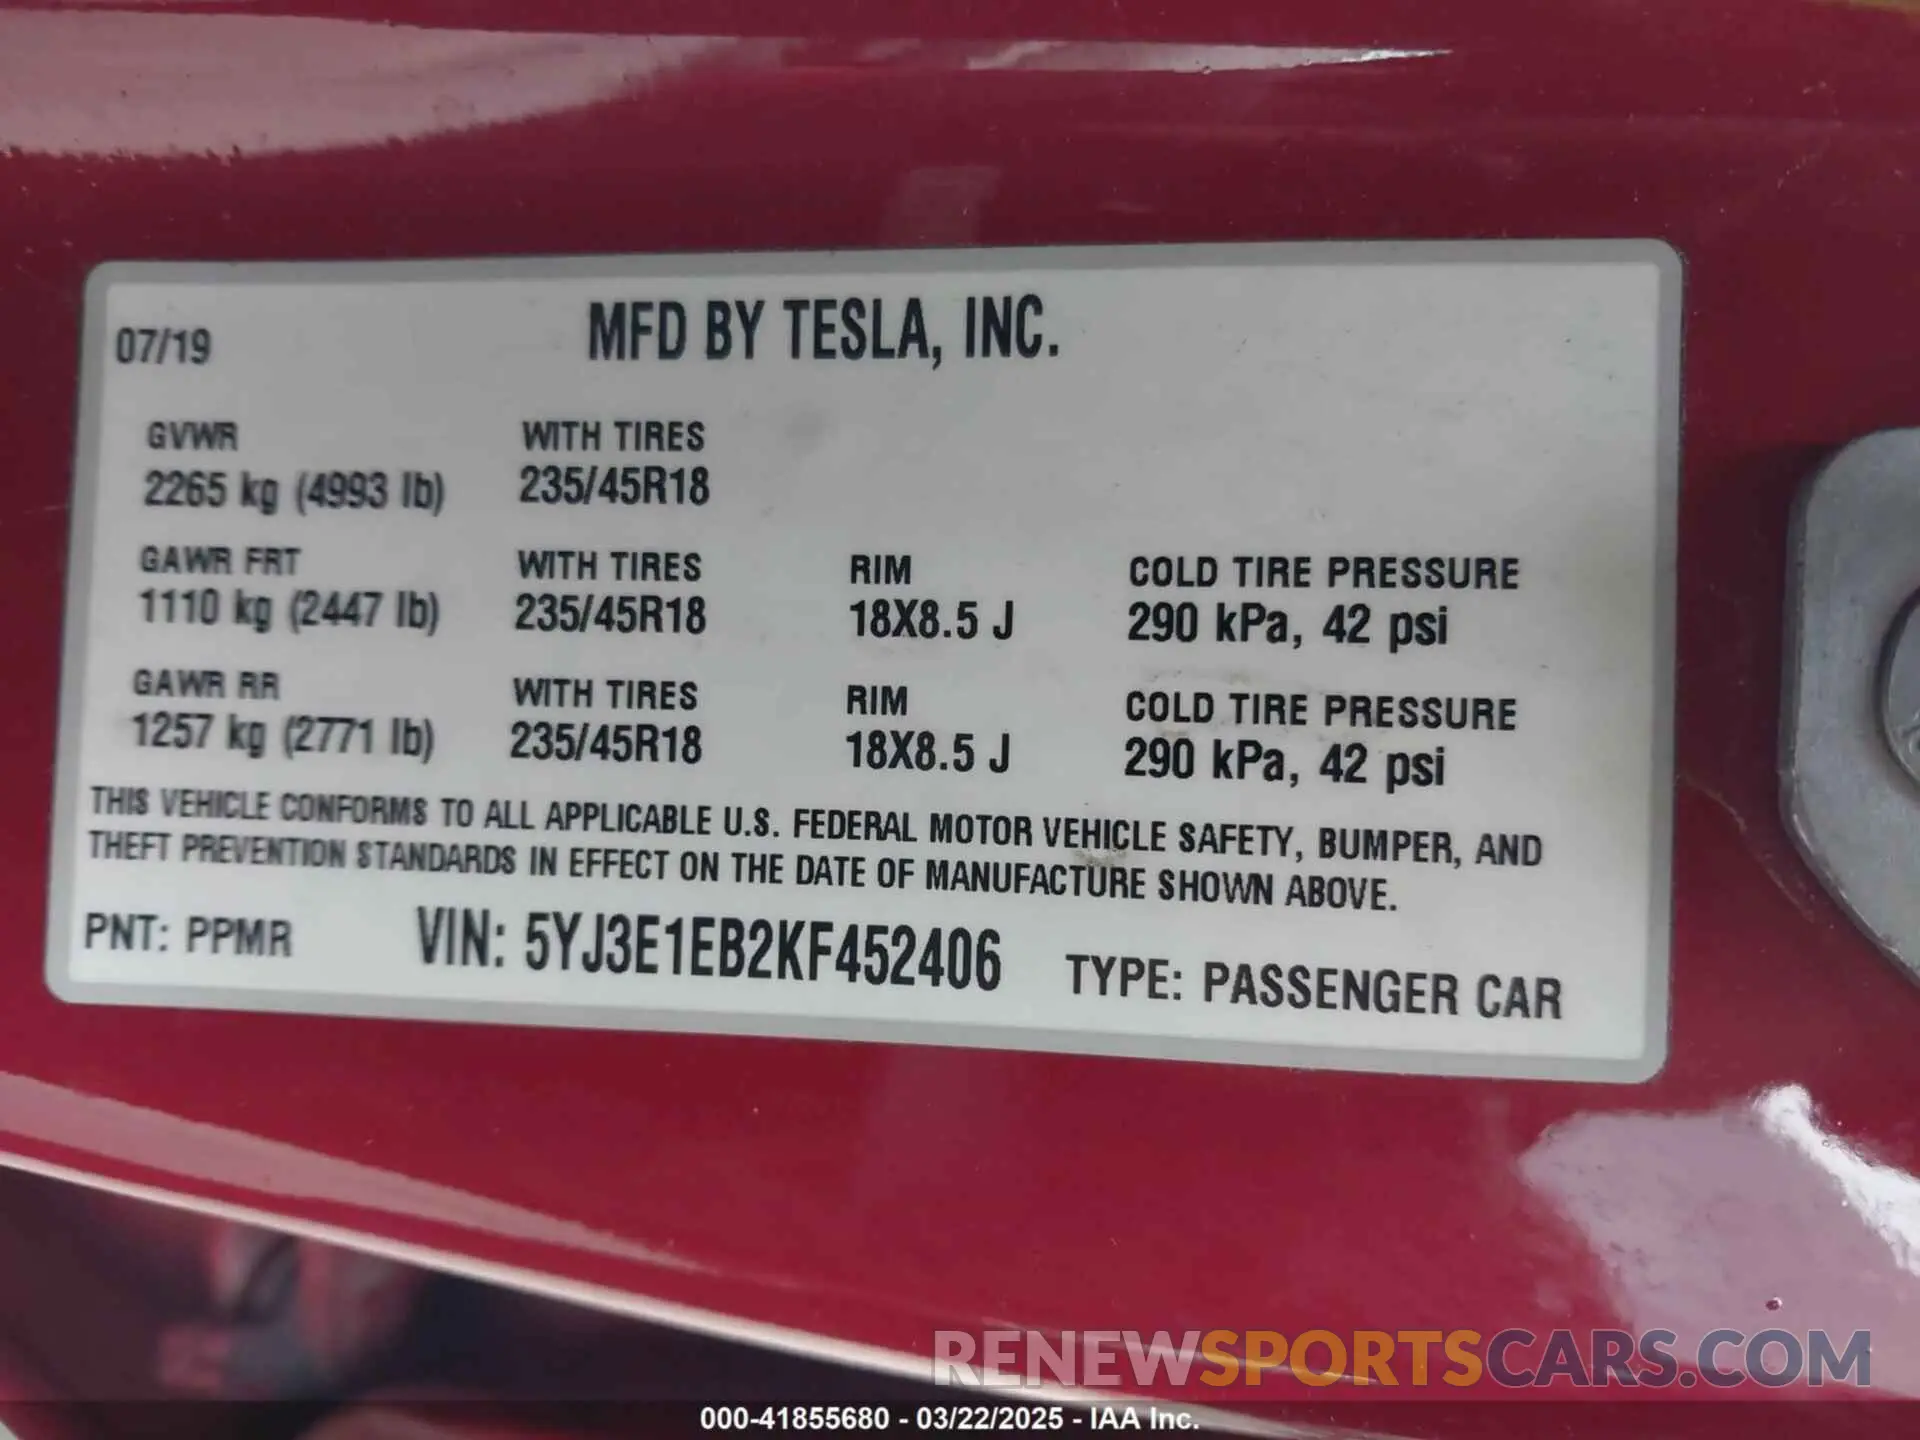 07/19 MFD BY TESLA, INC.
GVWR WITH TIRES
2265 kg (4993 lb) 235/45R18
GAWR FRT WITH TIRES RIM COLD TIRE PRESSURE
1110 kg (2447 lb) 235/45R18 18X8.5 J 290 kPa, 42 psi
GAWR RR WITH TIRES RIM COLD TIRE PRESSURE
1257 kg (2771 lb) 235/45R18 18X8.5 J 290 kPa, 42 psi
THIS VEHICLE CONFORMS TO ALL APPLICABLE U.S. FEDERAL MOTOR VEHICLE SAFETY, BUMPER, AND
THEFT PREVENTION STANDARDS IN EFFECT ON THE DATE OF MANUFACTURE SHOWN ABOVE.
PNT: PPMR VIN: 5YJ3E1EB2KF452406 TYPE: PASSENGER CAR
RENEWSPORTSCARS.COM
000-41855680 - 03/22/2025 - IAA Inc.